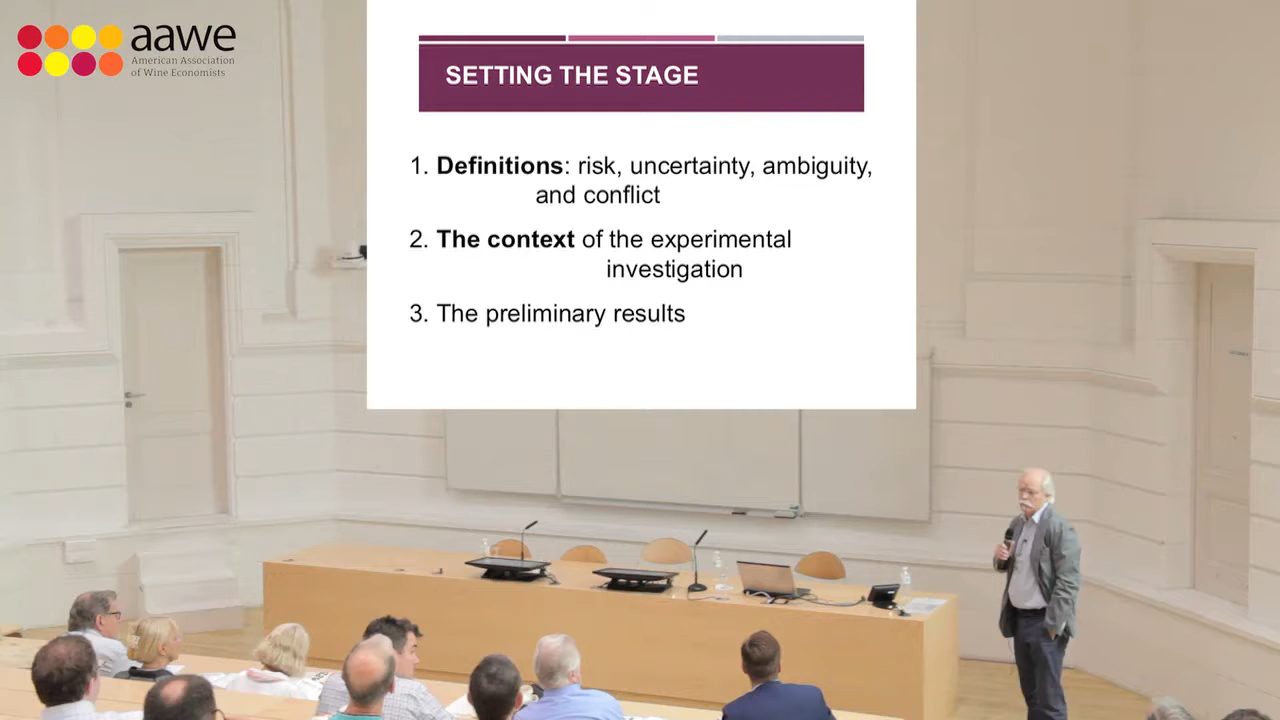 aawe
American Association
of Wine Economists
SETTING THE STAGE
1. Definitions: risk, uncertainty, ambiguity,
and conflict
2. The context of the experimental
investigation
3. The preliminary results